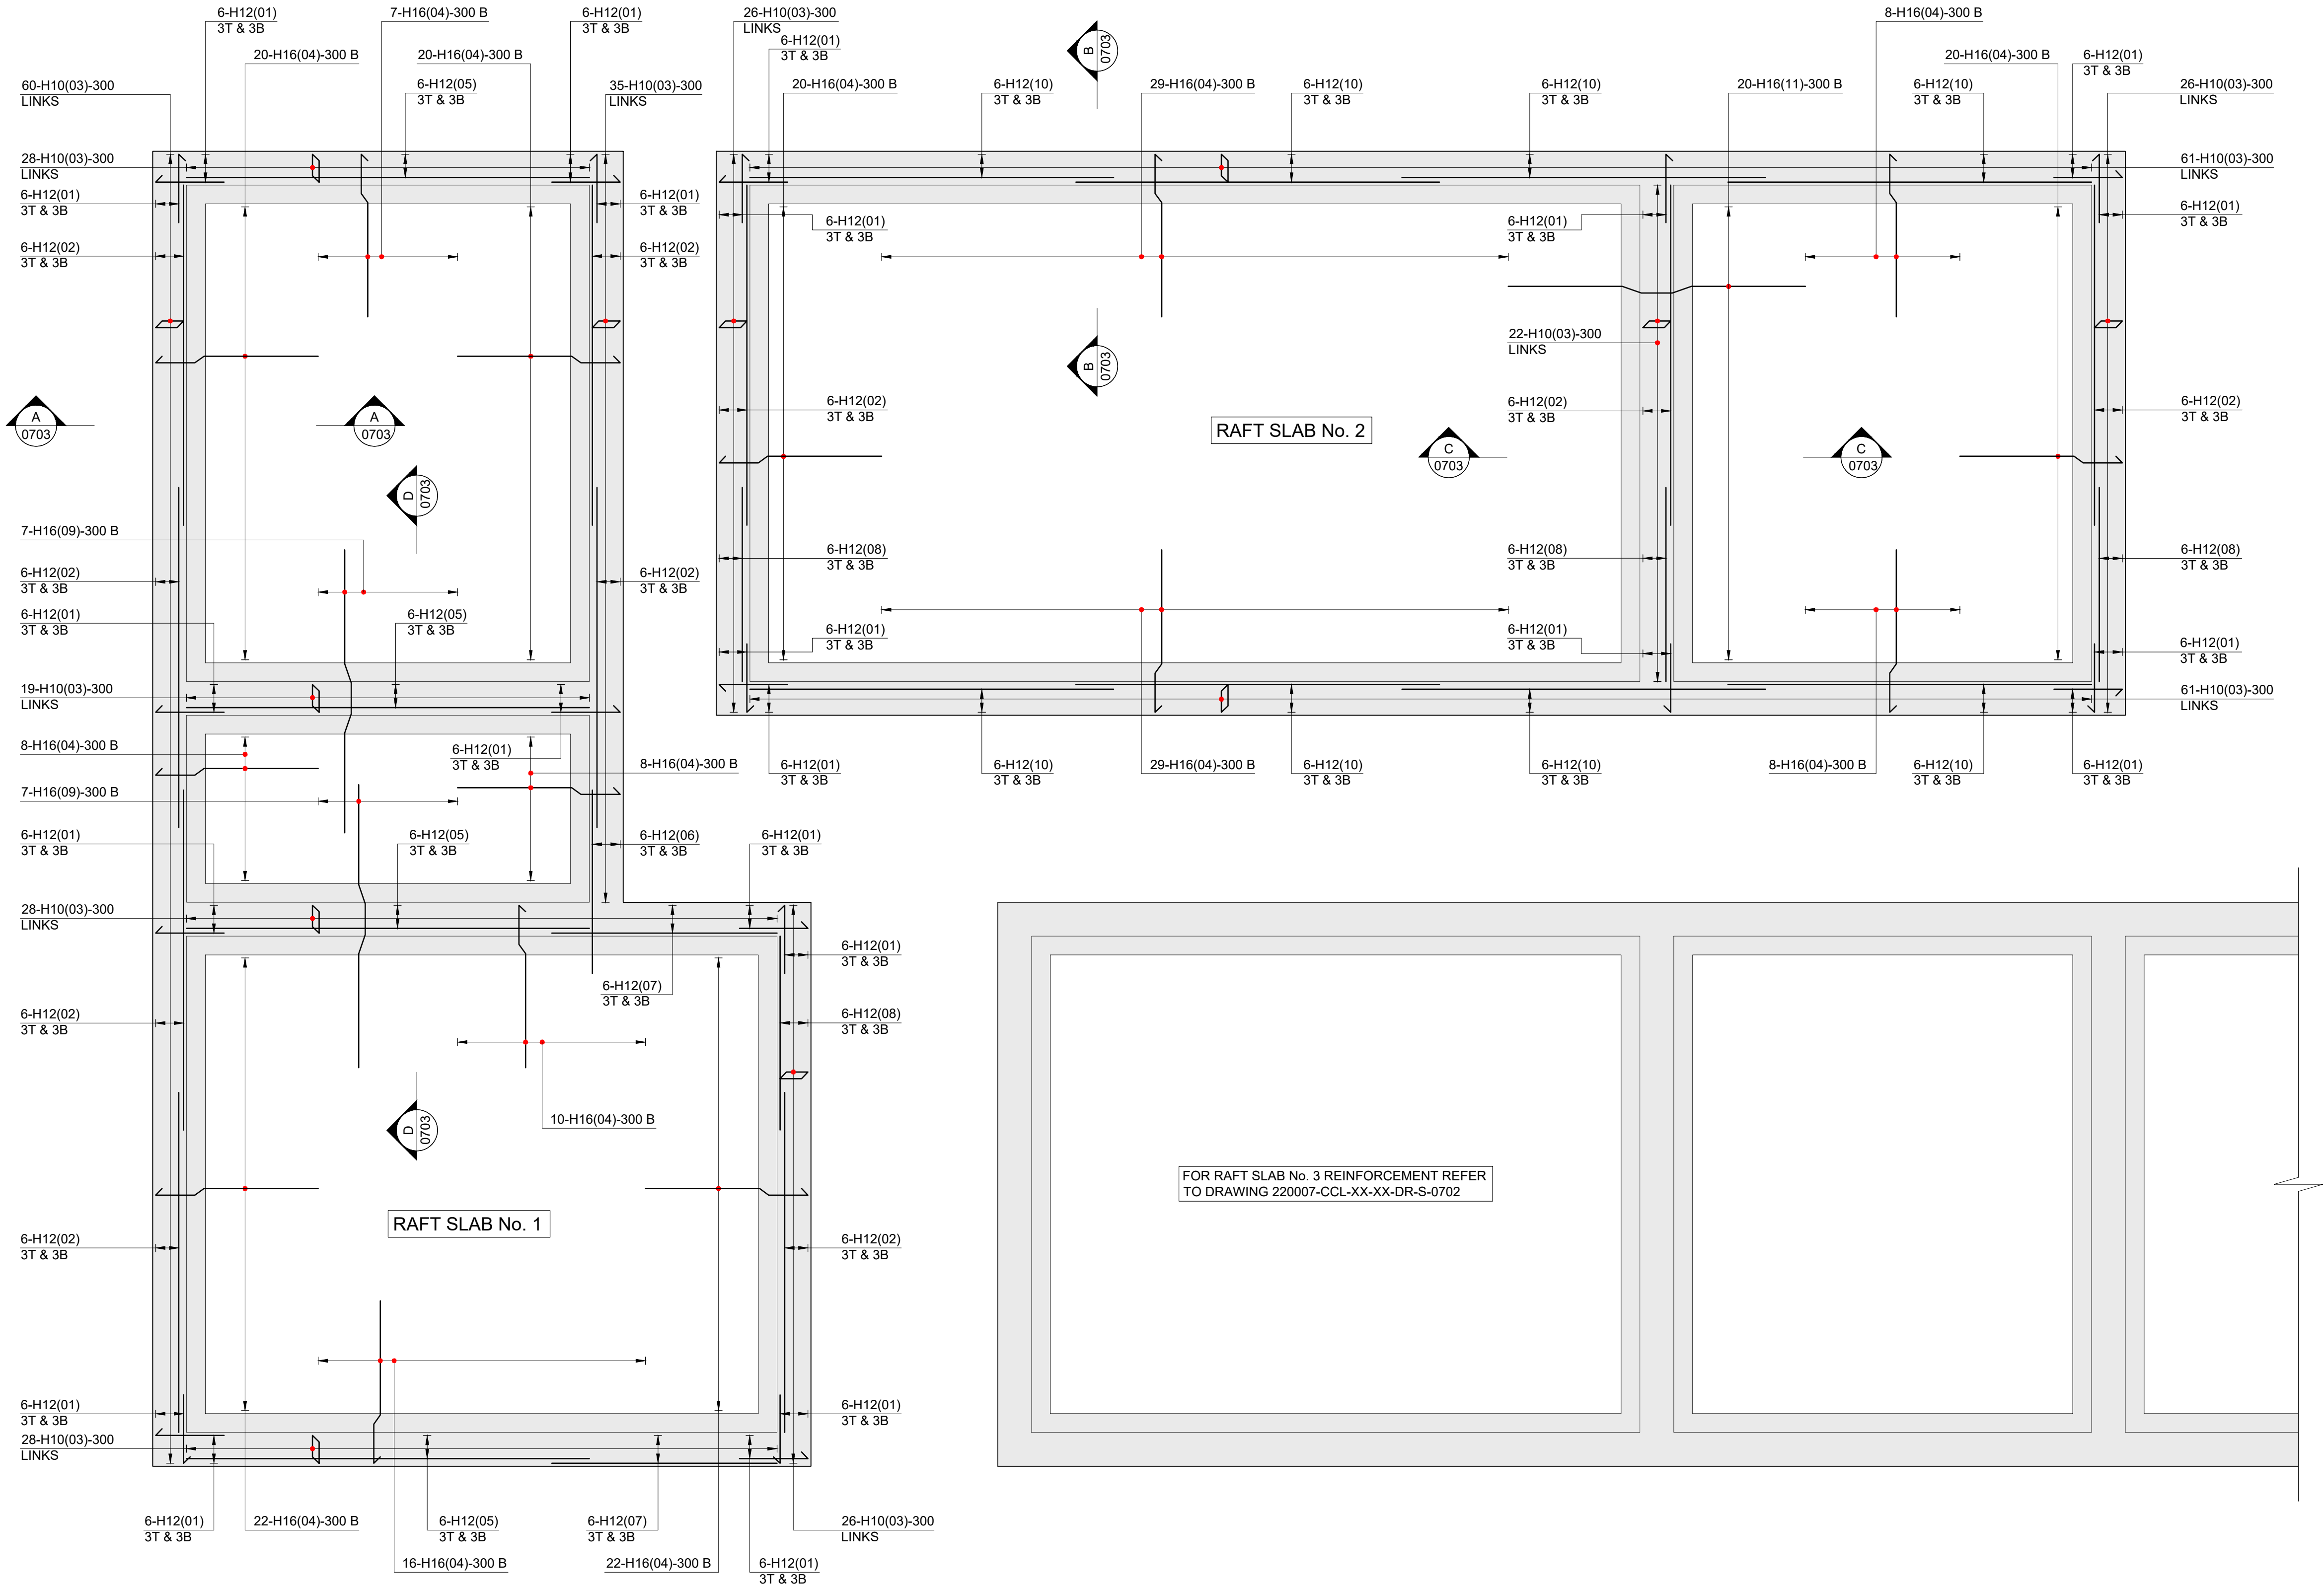 6-H12(01)
3T & 3B
7-H16(04)-300 B
6-H12(01)
3T & 3B
26-H10(03)-300
LINKS
8-H16(04)-300 B
6-H12(01)
3T & 3B
B
0703
20-H16(04)-300 B
20-H16(04)-300 B
20-H16(04)-300 B
6-H12(01)
3T & 3B
60-H10(03)-300
LINKS
6-H12(05)
3T & 3B
35-H10(03)-300
LINKS
20-H16(04)-300 B
6-H12(10)
3T & 3B
29-H16(04)-300 B
6-H12(10)
3T & 3B
6-H12(10)
3T & 3B
20-H16(11)-300 B
6-H12(10)
3T & 3B
26-H10(03)-300
LINKS
28-H10(03)-300
LINKS
61-H10(03)-300
LINKS
6-H12(01)
3T & 3B
6-H12(01)
3T & 3B
6-H12(01)
3T & 3B
6-H12(01)
3T & 3B
6-H12(01)
3T & 3B
6-H12(02)
3T & 3B
6-H12(02)
3T & 3B
22-H10(03)-300
LINKS
B
0703
A
0703
A
0703
6-H12(02)
3T & 3B
6-H12(02)
3T & 3B
6-H12(02)
3T & 3B
RAFT SLAB No. 2
C
0703
C
0703
D
0703
7-H16(09)-300 B
6-H12(08)
3T & 3B
6-H12(08)
3T & 3B
6-H12(08)
3T & 3B
6-H12(02)
3T & 3B
6-H12(02)
3T & 3B
6-H12(01)
3T & 3B
6-H12(05)
3T & 3B
6-H12(01)
3T & 3B
6-H12(01)
3T & 3B
6-H12(01)
3T & 3B
19-H10(03)-300
LINKS
61-H10(03)-300
LINKS
8-H16(04)-300 B
6-H12(01)
3T & 3B
8-H16(04)-300 B
6-H12(01)
3T & 3B
6-H12(10)
3T & 3B
29-H16(04)-300 B
6-H12(10)
3T & 3B
6-H12(10)
3T & 3B
8-H16(04)-300 B
6-H12(10)
3T & 3B
6-H12(01)
3T & 3B
7-H16(09)-300 B
6-H12(01)
3T & 3B
6-H12(05)
3T & 3B
6-H12(06)
3T & 3B
6-H12(01)
3T & 3B
28-H10(03)-300
LINKS
6-H12(01)
3T & 3B
6-H12(07)
3T & 3B
6-H12(02)
3T & 3B
6-H12(08)
3T & 3B
10-H16(04)-300 B
D
0703
FOR RAFT SLAB No. 3 REINFORCEMENT REFER
TO DRAWING 220007-CCL-XX-XX-DR-S-0702
RAFT SLAB No. 1
6-H12(02)
3T & 3B
6-H12(02)
3T & 3B
6-H12(01)
3T & 3B
6-H12(01)
3T & 3B
28-H10(03)-300
LINKS
6-H12(01)
3T & 3B
22-H16(04)-300 B
6-H12(05)
3T & 3B
6-H12(07)
3T & 3B
26-H10(03)-300
LINKS
16-H16(04)-300 B
22-H16(04)-300 B
6-H12(01)
3T & 3B